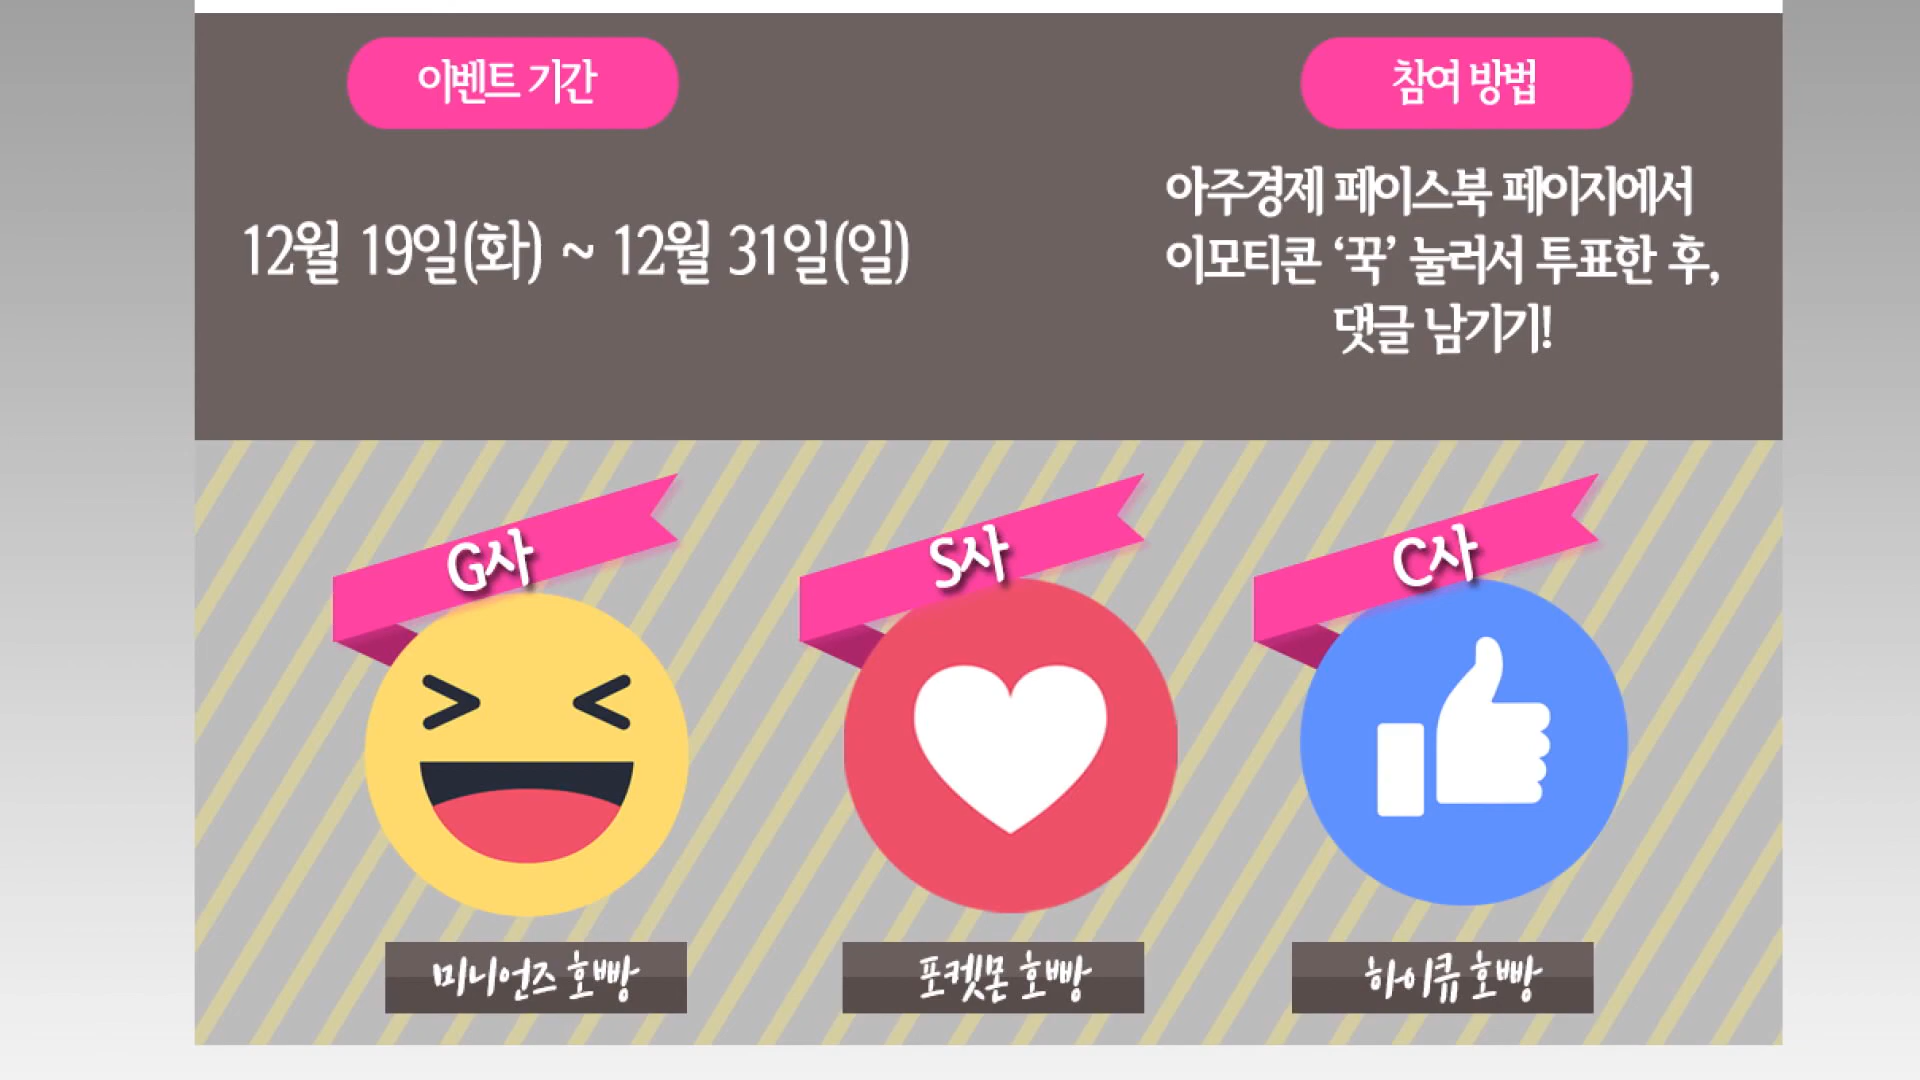 이벤트 기간
12월 19일(화) ~ 12월 31일(일)
참여 방법
아주경제 페이스북 페이지에서
이모티콘 ‘꾹’ 눌러서 투표한 후,
댓글 남기기!
G사
S사
C사
미니언즈 호빵
포켓몬 호빵
하이큐 호빵